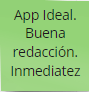 App Ideal.
Buena
redacción.
Inmediatez